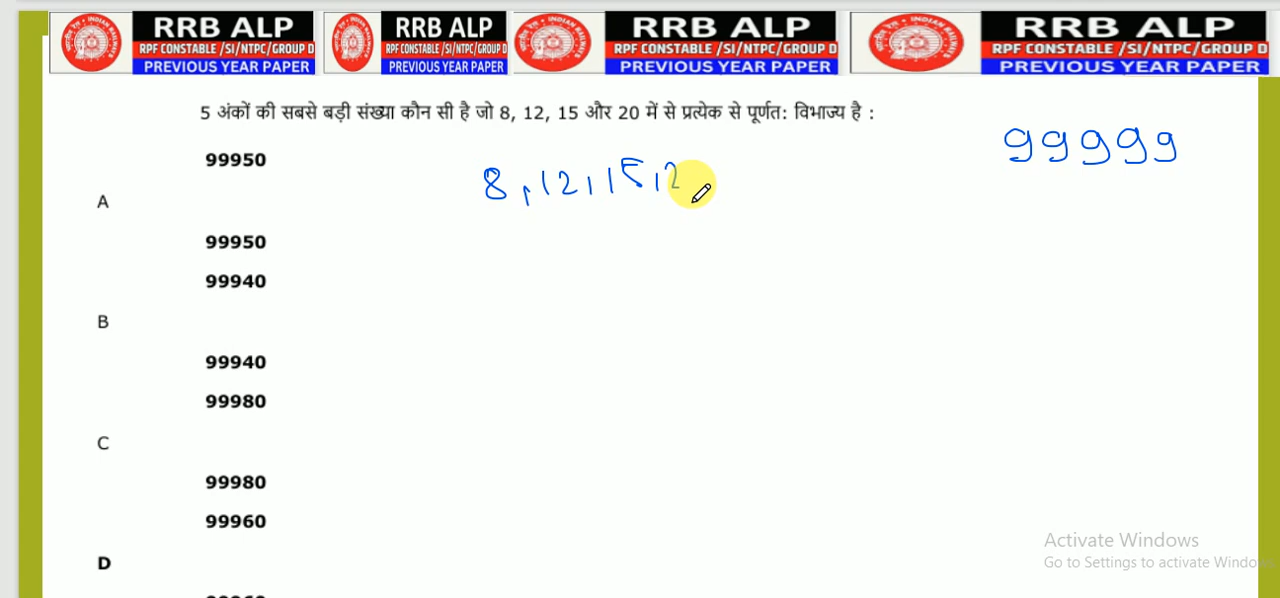 RRB ALP RRB ALP RRB ALP RRB ALP
RPF CONSTABLE /SI/NTPC/GROUP D RPF CONSTABLE /SI/NTPC/GROUP D RPF CONSTABLE /SI/NTPC/GROUP D RPF CONSTABLE /SI/NTPC/GROUP D
PREVIOUS YEAR PAPER PREVIOUS YEAR PAPER PREVIOUS YEAR PAPER PREVIOUS YEAR PAPER
5 अंकों की सबसे बड़ी संख्या कौन सी है जो 8, 12, 15 और 20 में से प्रत्येक से पूर्णत: विभाज्य है :
99999
99950
8, 12, 15, 2
A
99950
99940
B
99940
99980
C
99980
99960
Activate Windows
Go to Settings to activate Windo
D